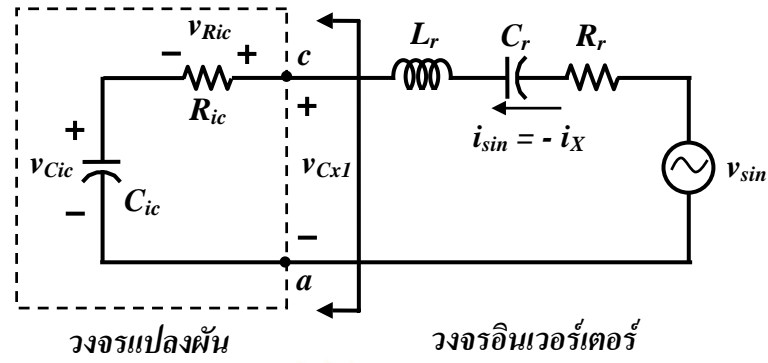 v_Ric
− +
c
L_r
C_r
R_r
R_ic
+
+
i_sin = - i_X
v_Cic
v_Cx1
v_sin
C_ic
−
−
a
วงจรแปลงผัน
วงจรอินเวอร์เตอร์